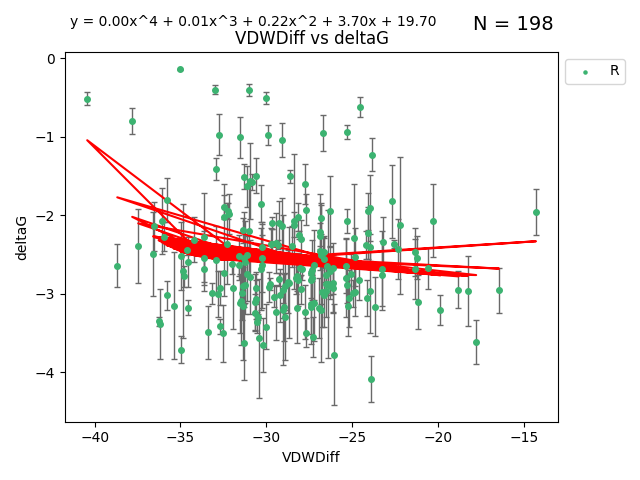 y = 0.00x^4 + 0.01x^3 + 0.22x^2 + 3.70x + 19.70
N = 198
VDWDiff vs deltaG
R
deltaG
0
−1
−2
−3
−4
−40 −35 −30 −25 −20 −15
VDWDiff